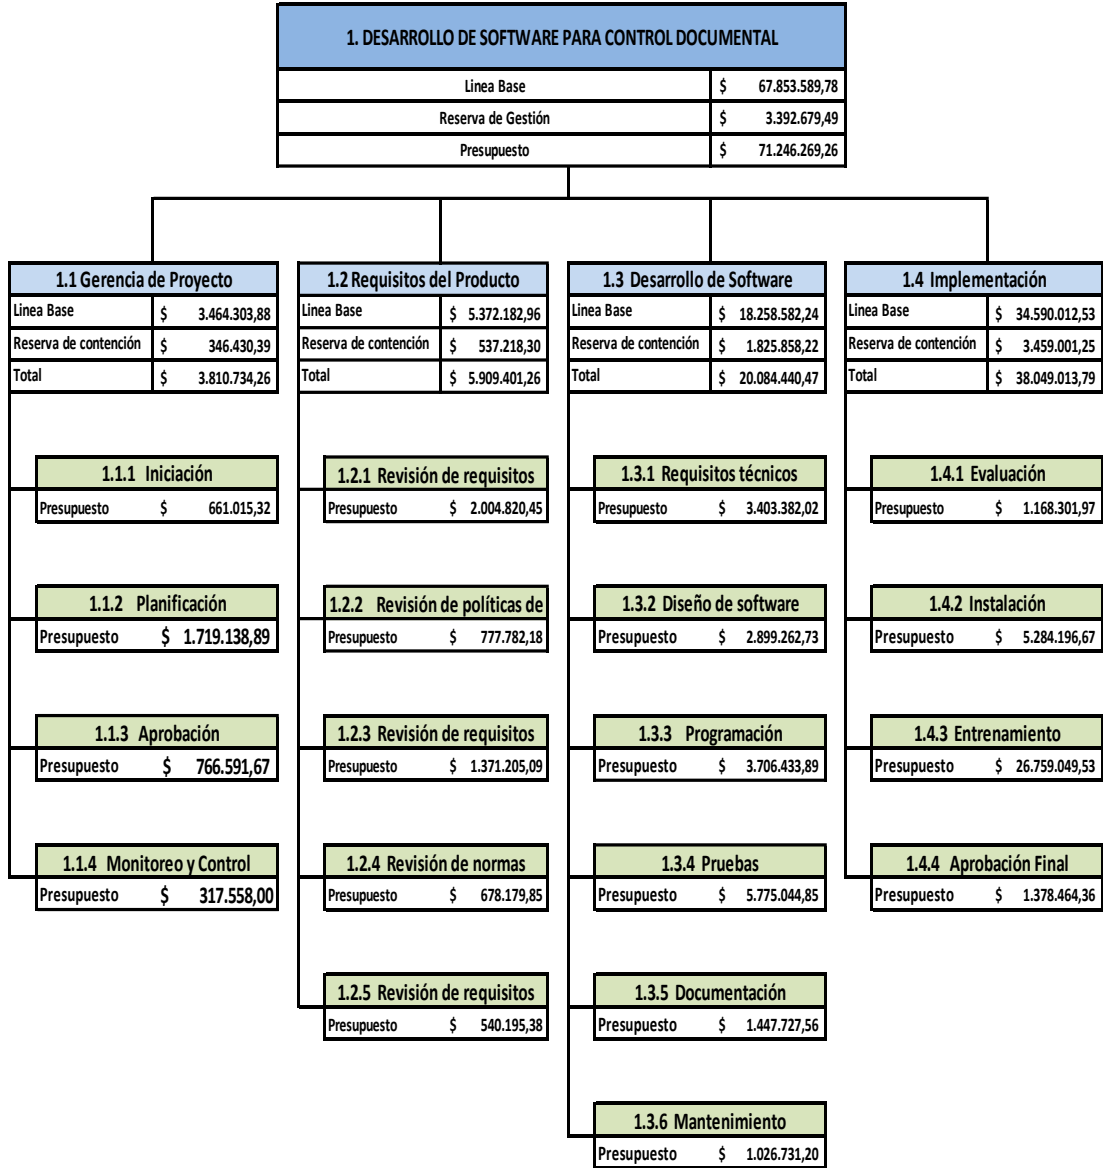 1. DESARROLLO DE SOFTWARE PARA CONTROL DOCUMENTAL
Linea Base $ 67.853.589,78
Reserva de Gestión $ 3.392.679,49
Presupuesto $ 71.246.269,26
1.1 Gerencia de Proyecto
Linea Base $ 3.464.303,88
Reserva de contención $ 346.430,39
Total $ 3.810.734,26
1.1.1 Iniciación
Presupuesto $ 661.015,32
1.1.2 Planificación
Presupuesto $ 1.719.138,89
1.1.3 Aprobación
Presupuesto $ 766.591,67
1.1.4 Monitoreo y Control
Presupuesto $ 317.558,00
1.2 Requisitos del Producto
Linea Base $ 5.372.182,96
Reserva de contención $ 537.218,30
Total $ 5.909.401,26
1.2.1 Revisión de requisitos
Presupuesto $ 2.004.820,45
1.2.2 Revisión de políticas de
Presupuesto $ 777.782,18
1.2.3 Revisión de requisitos
Presupuesto $ 1.371.205,09
1.2.4 Revisión de normas
Presupuesto $ 678.179,85
1.2.5 Revisión de requisitos
Presupuesto $ 540.195,38
1.3 Desarrollo de Software
Linea Base $ 18.258.582,24
Reserva de contención $ 1.825.858,22
Total $ 20.084.440,47
1.3.1 Requisitos técnicos
Presupuesto $ 3.403.382,02
1.3.2 Diseño de software
Presupuesto $ 2.899.262,73
1.3.3 Programación
Presupuesto $ 3.706.433,89
1.3.4 Pruebas
Presupuesto $ 5.775.044,85
1.3.5 Documentación
Presupuesto $ 1.447.727,56
1.3.6 Mantenimiento
Presupuesto $ 1.026.731,20
1.4 Implementación
Linea Base $ 34.590.012,53
Reserva de contención $ 3.459.001,25
Total $ 38.049.013,79
1.4.1 Evaluación
Presupuesto $ 1.168.301,97
1.4.2 Instalación
Presupuesto $ 5.284.196,67
1.4.3 Entrenamiento
Presupuesto $ 26.759.049,53
1.4.4 Aprobación Final
Presupuesto $ 1.378.464,36